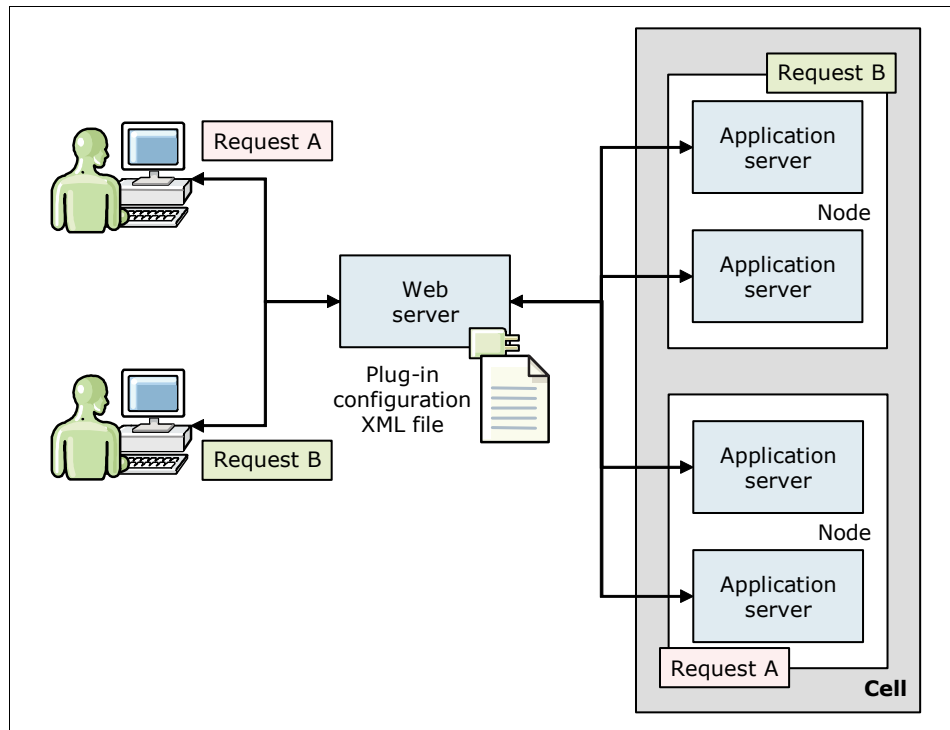 Request A
Request B
Web
server
Plug-in
configuration
XML file
Request B
Application
server
Node
Application
server
Application
server
Node
Application
server
Request A
Cell